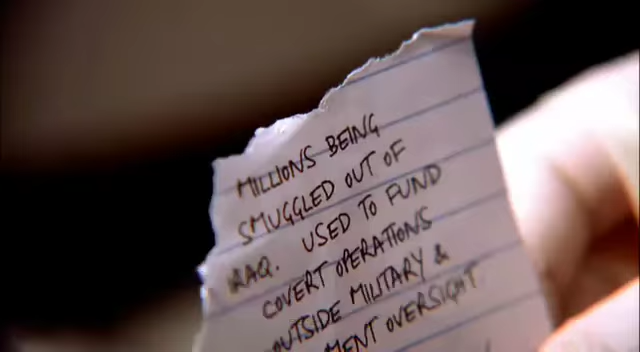 MILLIONS BEING
SMUGGLED OUT OF
IRAQ. USED TO FUND
COVERT OPERATIONS
OUTSIDE MILITARY &
OVERSIGHT